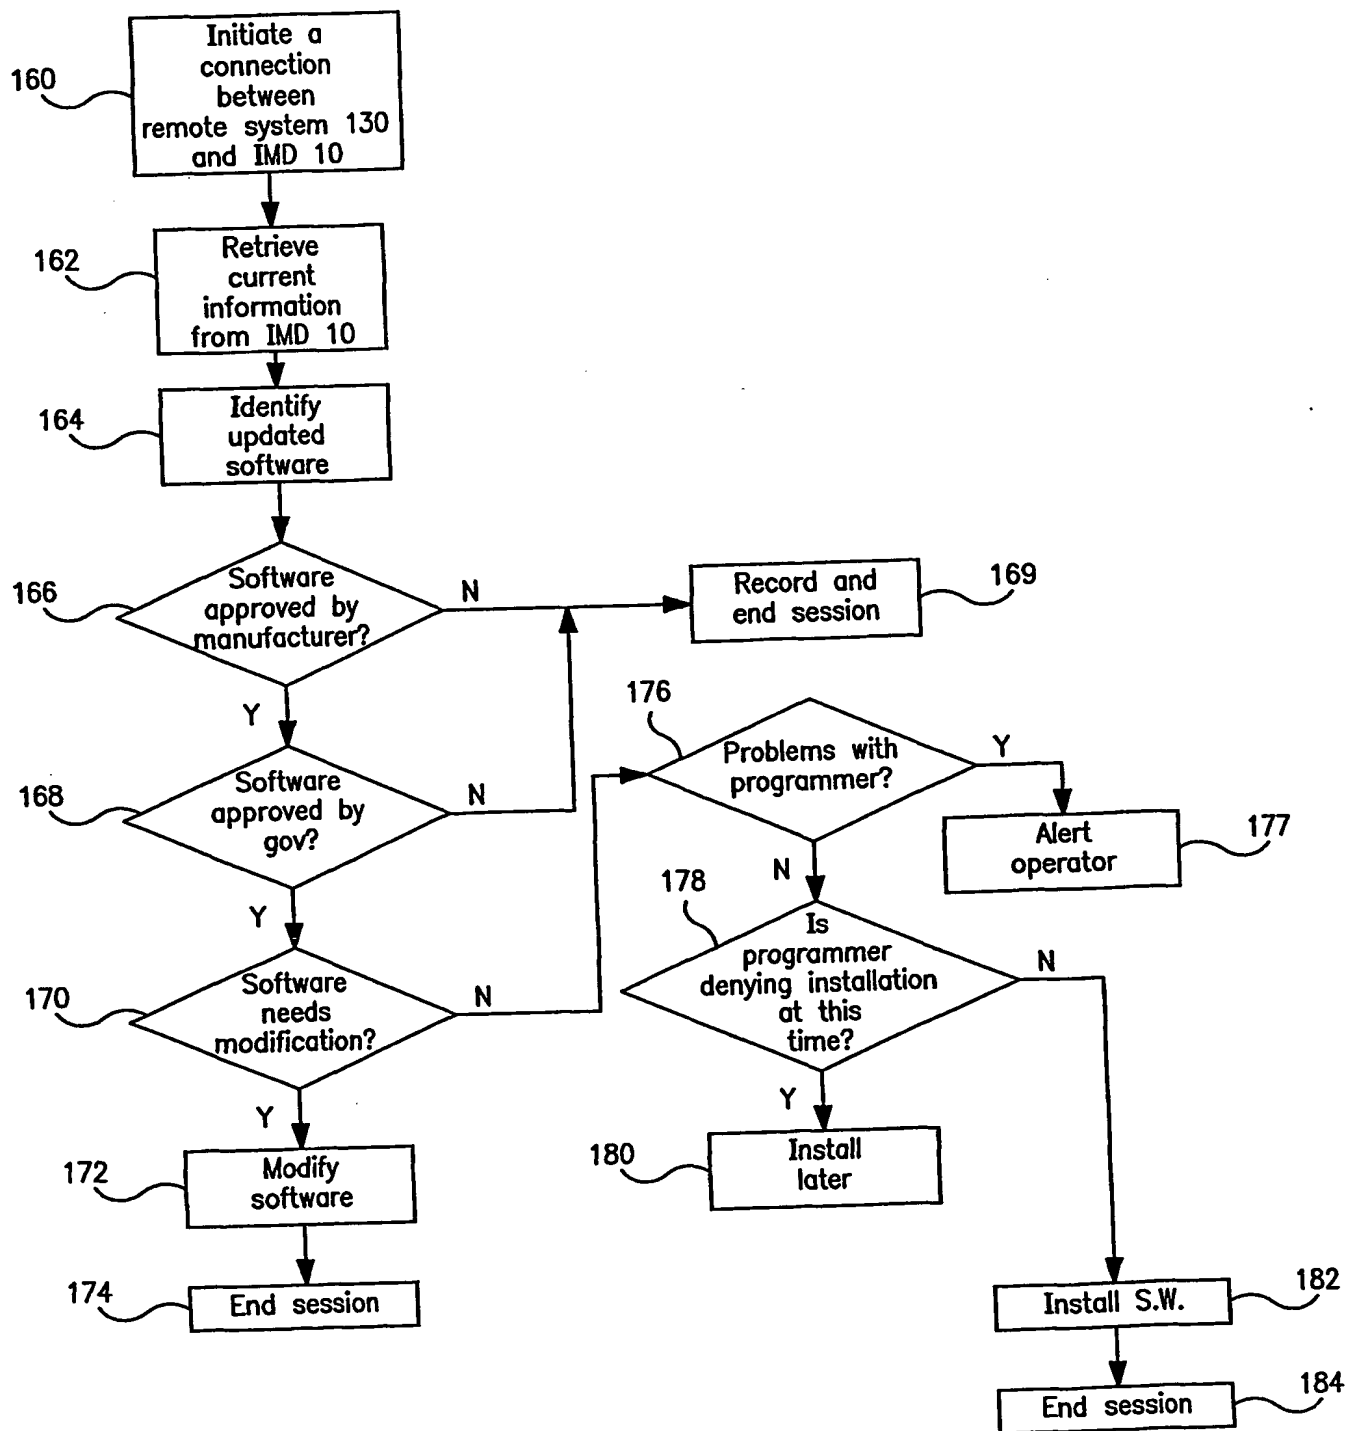 Initiate a
connection
between
remote system 130
and IMD 10
160
Retrieve
current
information
from IMD 10
162
Identify
updated
software
164
Software
approved by
manufacturer?
166
N
Record and
end session
169
Y
Software
approved by
gov?
168
N
176
Problems with
programmer?
Y
Alert
operator
177
N
178
Is
programmer
denying installation
at this
time?
N
Y
Software
needs
modification?
170
N
Y
Modify
software
172
Y
Install
later
180
End session
174
Install S.W.
182
End session
184